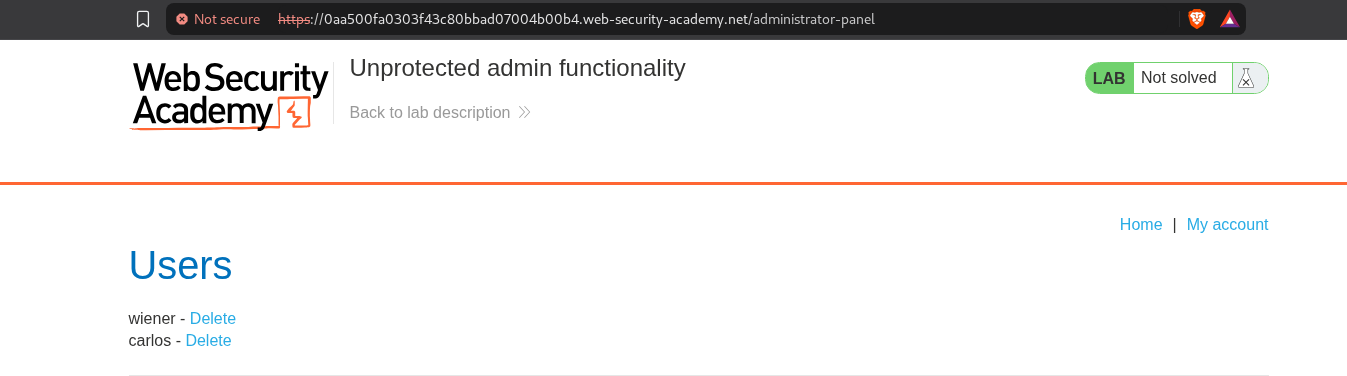 Not secure https://0aa500fa0303f43c80bbad07004b00b4.web-security-academy.net/administrator-panel
Web Security
Academy
Unprotected admin functionality
Back to lab description
LAB Not solved
Home | My account
Users
wiener - Delete
carlos - Delete